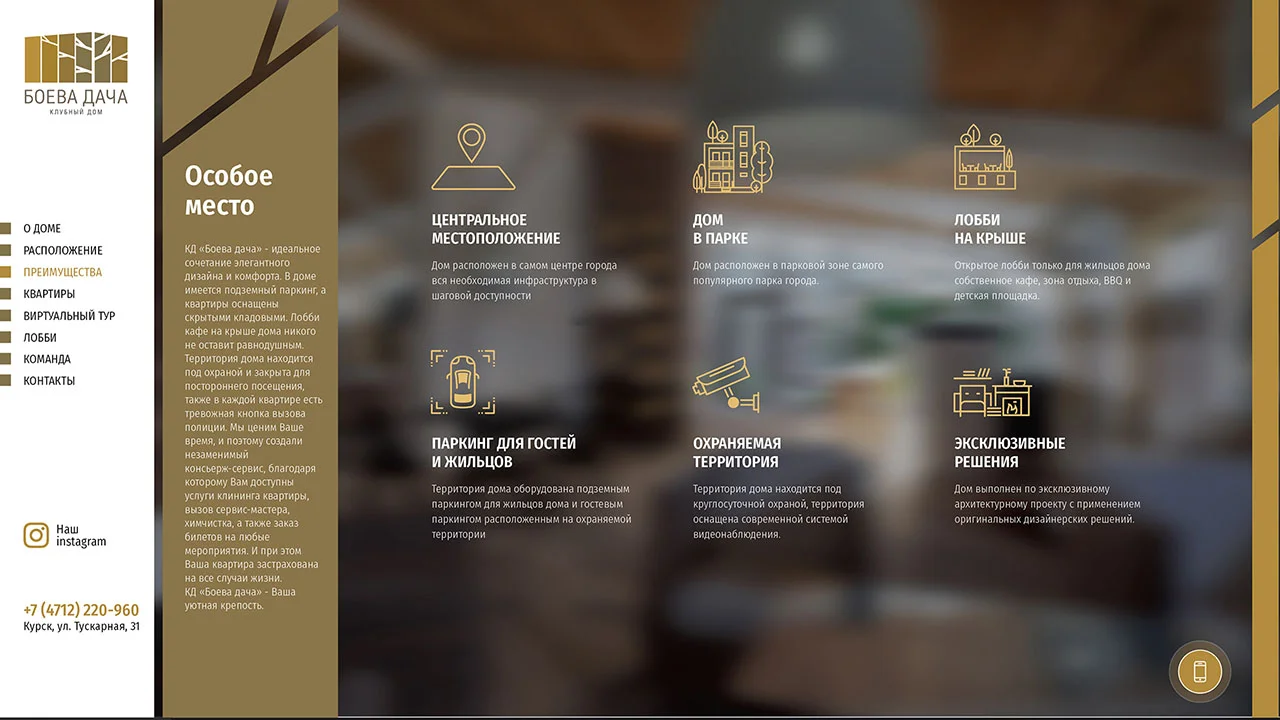 БОЕВА ДАЧА
КЛУБНЫЙ ДОМ
О ДОМЕ
РАСПОЛОЖЕНИЕ
ПРЕИМУЩЕСТВА
КВАРТИРЫ
ВИРТУАЛЬНЫЙ ТУР
ЛОББИ
КОМАНДА
КОНТАКТЫ
Наш
instagram
+7 (4712) 220-960
Курск, ул. Тускарная, 31
Особое
место
КД «Боева дача» - идеальное
сочетание элегантного
дизайна и комфорта. В доме
имеется подземный паркинг, а
квартиры оснащены
скрытыми кладовыми. Лобби
кафе на крыше дома никого
не оставит равнодушным.
Территория дома находится
под охраной и закрыта для
постороннего посещения,
также в каждой квартире есть
тревожная кнопка вызова
полиции. Мы ценим Ваше
время, и поэтому создали
незаменимый
консьерж-сервис, благодаря
которому Вам доступны
услуги клининга квартиры,
вызов сервис-мастера,
химчистка, а также заказ
билетов на любые
мероприятия. И при этом
Ваша квартира застрахована
на все случаи жизни.
КД «Боева дача» - Ваша
уютная крепость.
ЦЕНТРАЛЬНОЕ
МЕСТОПОЛОЖЕНИЕ
Дом расположен в самом центре города
вся необходимая инфраструктура в
шаговой доступности
ДОМ
В ПАРКЕ
Дом расположен в парковой зоне самого
популярного парка города.
ЛОББИ
НА КРЫШЕ
Открытое лобби только для жильцов дома
собственное кафе, зона отдыха, BBQ и
детская площадка.
ПАРКИНГ ДЛЯ ГОСТЕЙ
И ЖИЛЬЦОВ
Территория дома оборудована подземным
паркингом для жильцов дома и гостевым
паркингом расположенным на охраняемой
территории
ОХРАНЯЕМАЯ
ТЕРРИТОРИЯ
Территория дома находится под
круглосуточной охраной, территория
оснащена современной системой
видеонаблюдения.
ЭКСКЛЮЗИВНЫЕ
РЕШЕНИЯ
Дом выполнен по эксклюзивному
архитектурному проекту с применением
оригинальных дизайнерских решений.